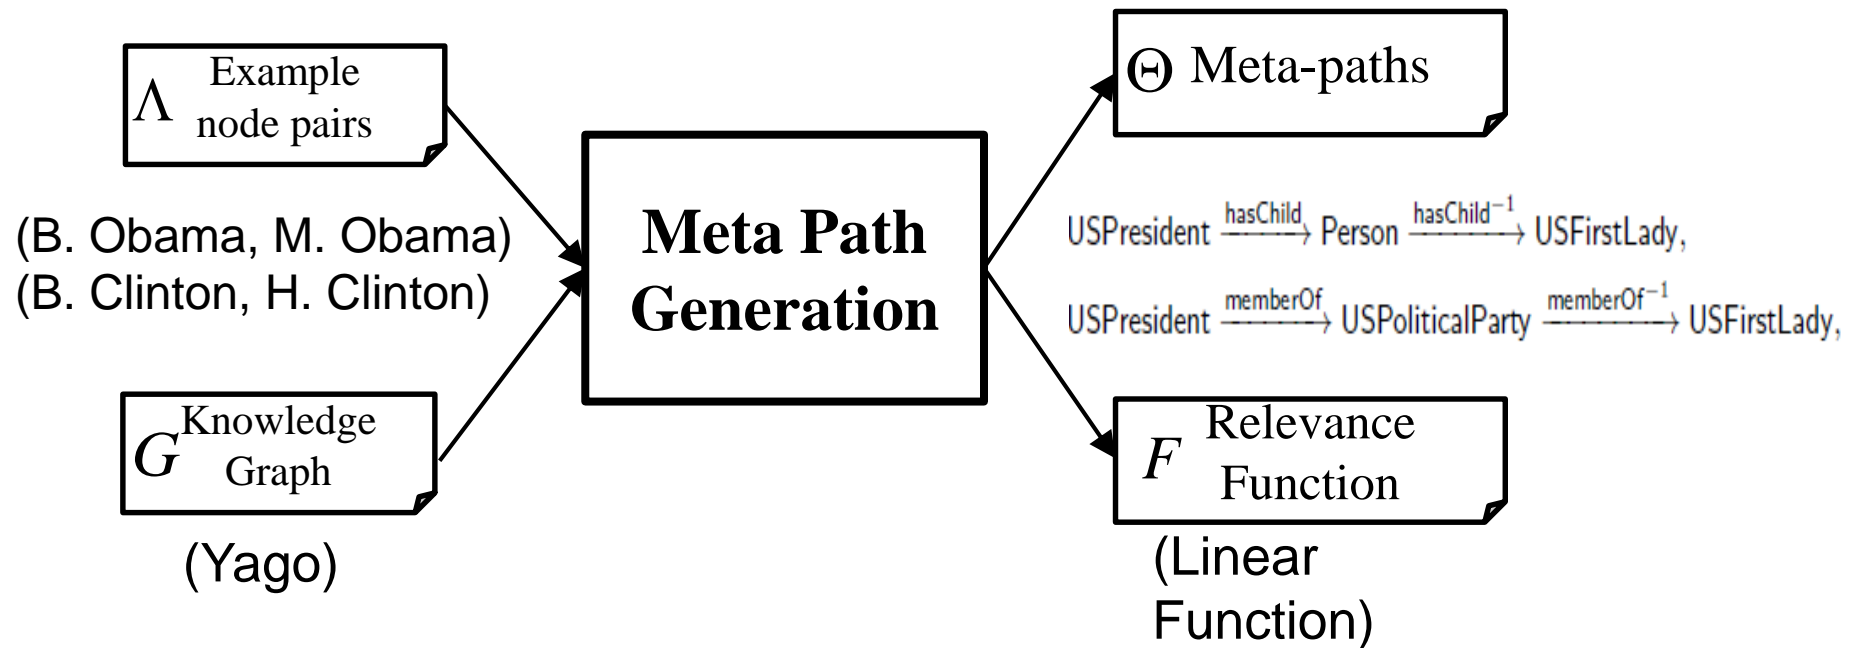 Λ Example
node pairs
(B. Obama, M. Obama)
(B. Clinton, H. Clinton)
G Knowledge
Graph
(Yago)
Meta Path
Generation
Θ Meta-paths
USPresident —hasChild→ Person —hasChild⁻¹→ USFirstLady,
USPresident —memberOf→ USPoliticalParty —memberOf⁻¹→ USFirstLady,
F Relevance
Function
(Linear
Function)